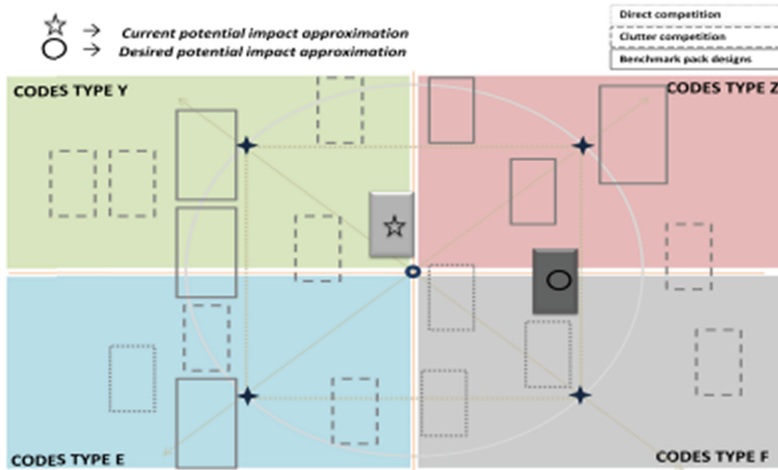 Current potential impact approximation
Desired potential impact approximation
Direct competition
Clutter competition
Benchmark pack designs
CODES TYPE Y
CODES TYPE Z
CODES TYPE E
CODES TYPE F